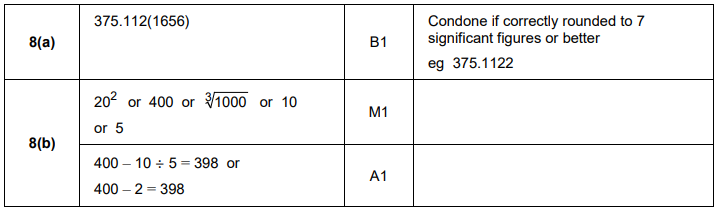 8(a)
375.112(1656)
B1
Condone if correctly rounded to 7
significant figures or better
eg 375.1122
8(b)
20² or 400 or ∛1000 or 10
or 5
M1
400 – 10 ÷ 5 = 398 or
400 – 2 = 398
A1